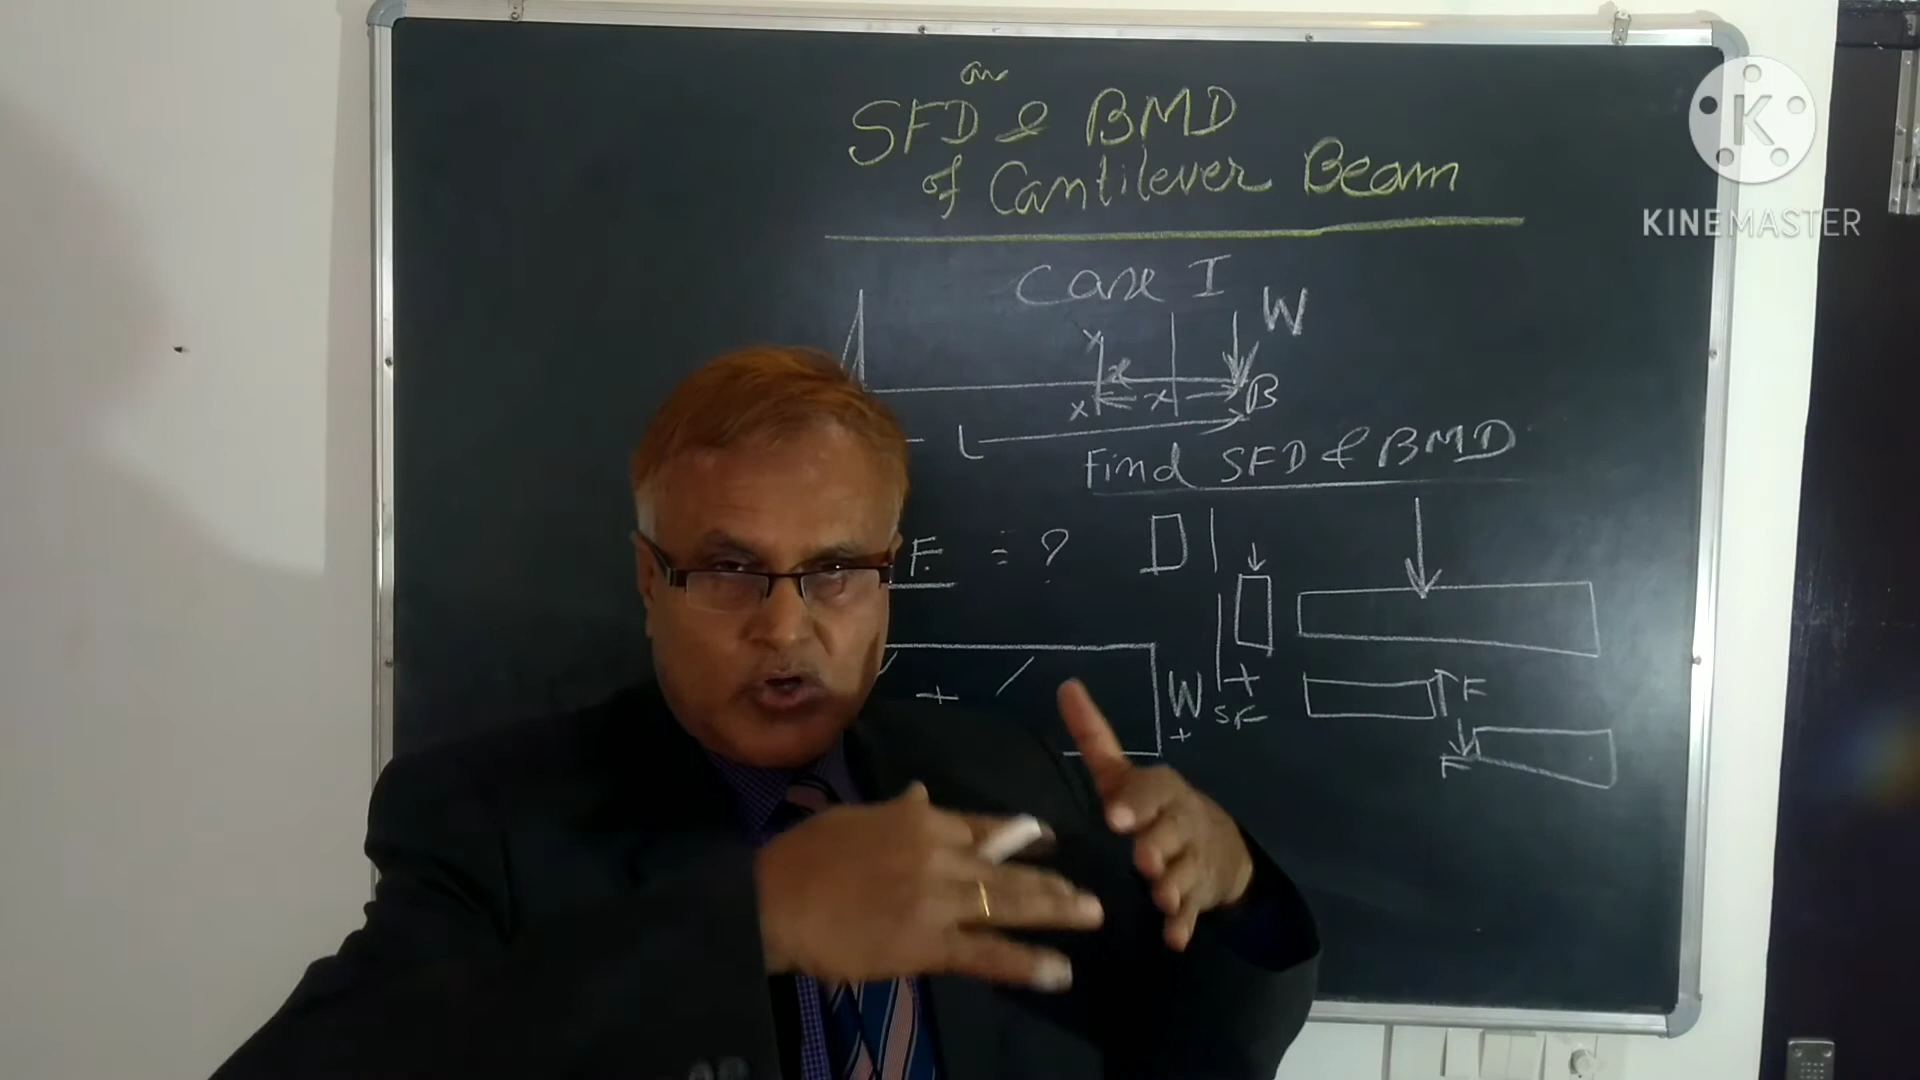 on
SFD & BMD
of Cantilever Beam
Case I
W
x
x
x x B
L
Find SFD & BMD
F. = ?
+
W
+
+
SF
F
F
K
KINEMASTER